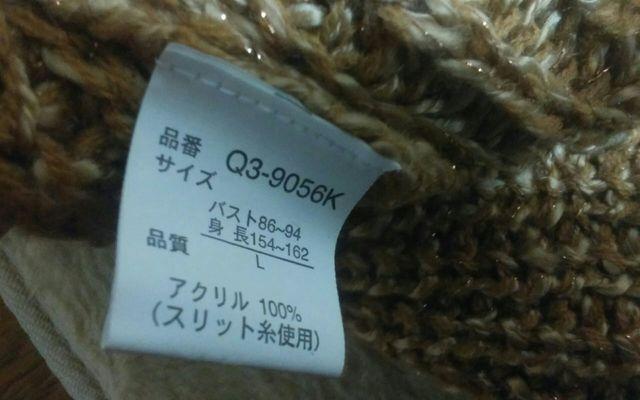 品番 Q3-9056K
サイズ
バスト86~94
身 長154~162
L
品質
アクリル 100%
(スリット糸使用)